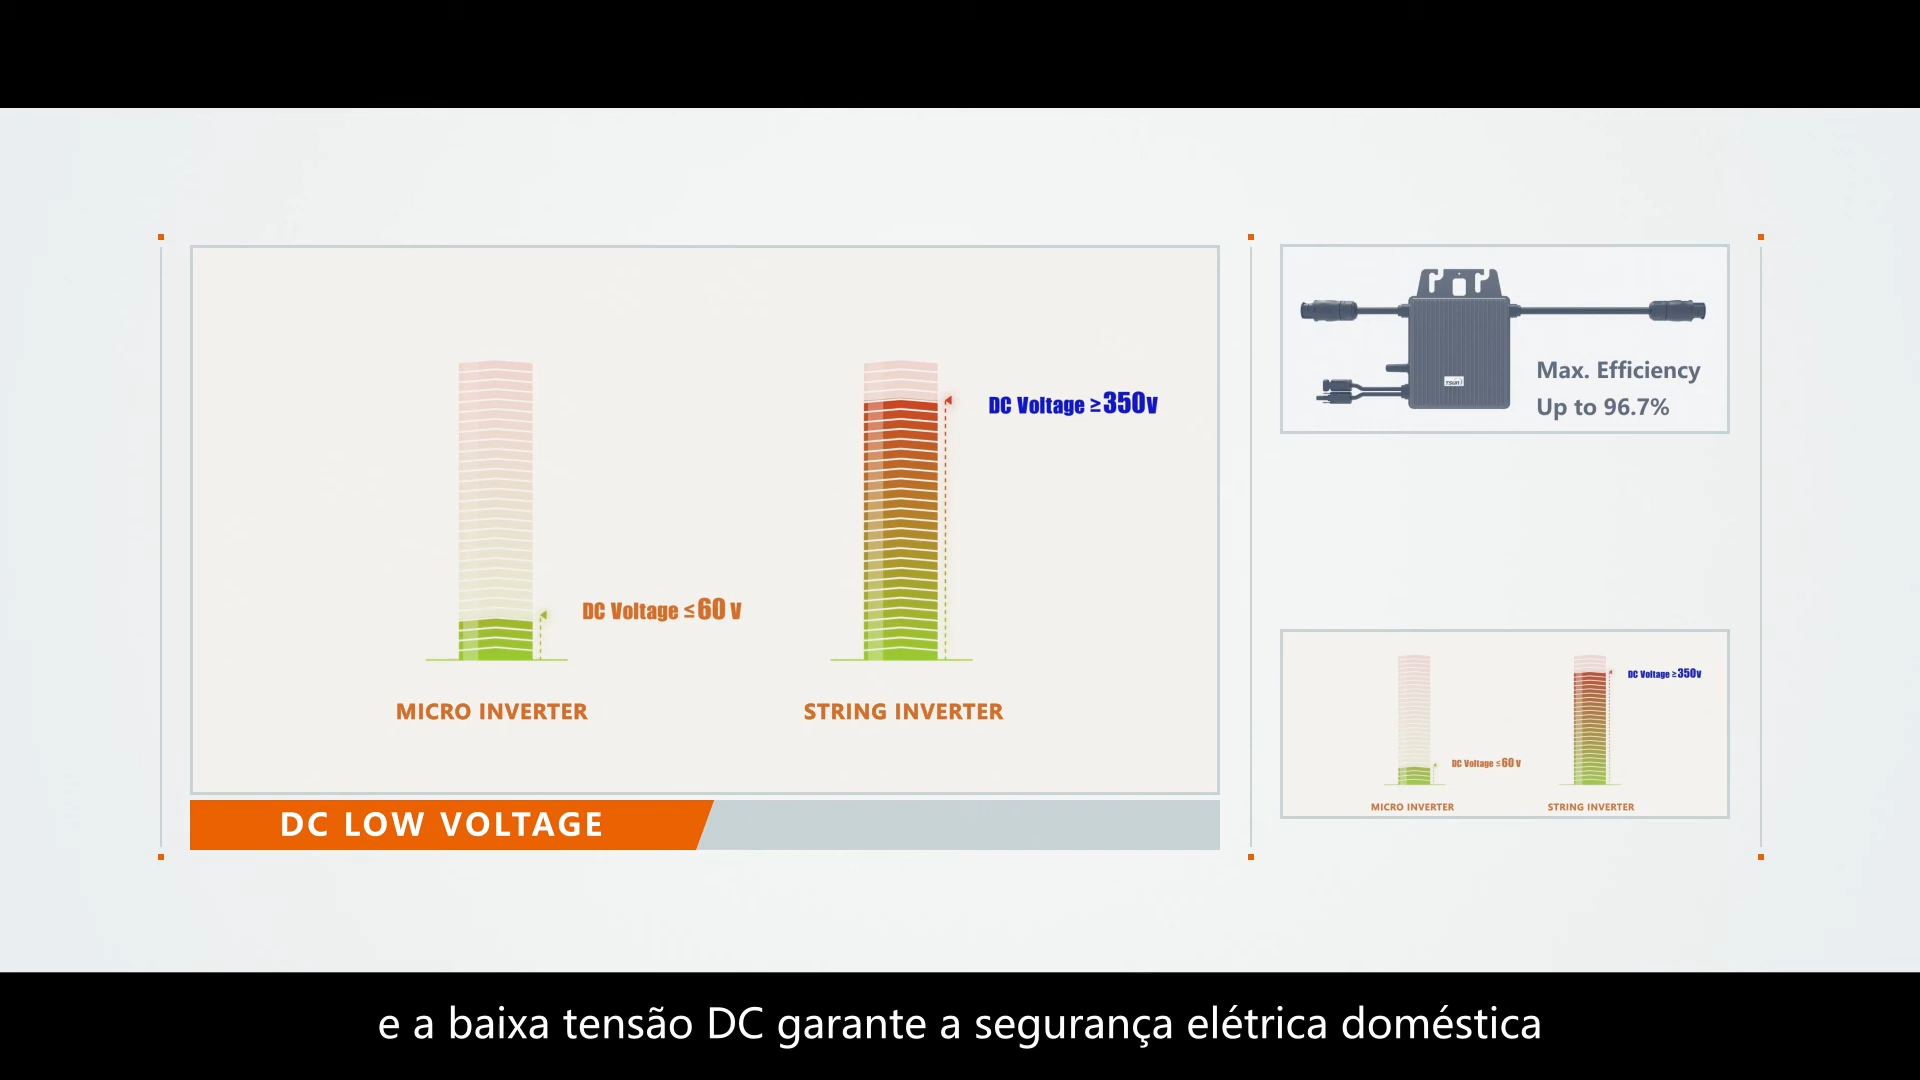 DC Voltage ≥350V
DC Voltage ≤60 V
MICRO INVERTER
STRING INVERTER
DC LOW VOLTAGE
TSUN
Max. Efficiency
Up to 96.7%
DC Voltage ≥350V
DC Voltage ≤60 V
MICRO INVERTER
STRING INVERTER
e a baixa tensão DC garante a segurança elétrica doméstica